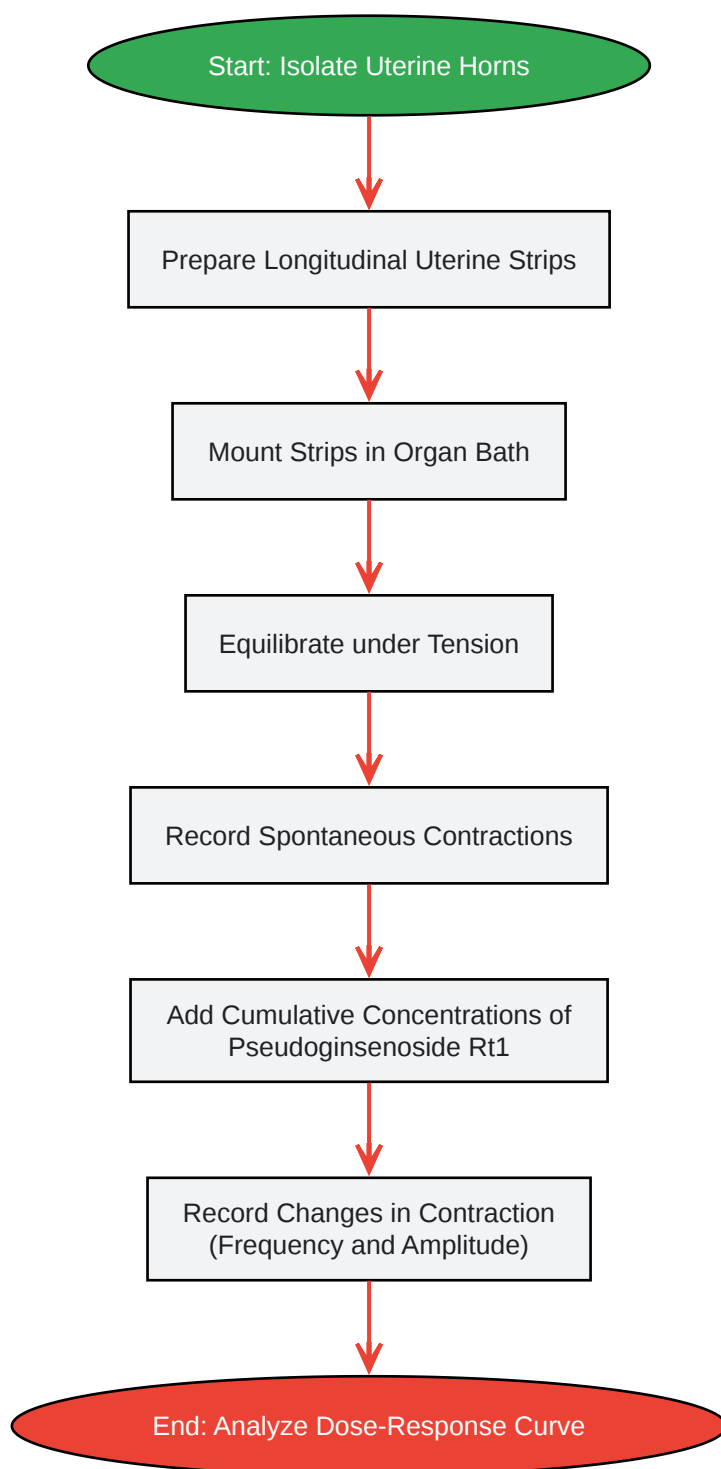 Start: Isolate Uterine Horns
Prepare Longitudinal Uterine Strips
Mount Strips in Organ Bath
Equilibrate under Tension
Record Spontaneous Contractions
Add Cumulative Concentrations of
Pseudoginsenoside Rt1
Record Changes in Contraction
(Frequency and Amplitude)
End: Analyze Dose-Response Curve